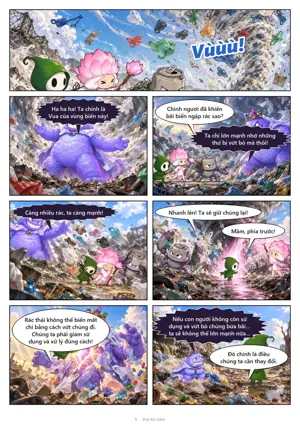 Vùùù!
Ha ha ha! Ta chính là
Vua của vùng biển này!
Chính ngươi đã khiến
bãi biển ngập rác sao?
Ta chỉ lớn mạnh nhờ những
thứ bị vứt bỏ mà thôi!
Càng nhiều rác, ta càng mạnh!
Nhanh lên! Ta sẽ giữ chúng lại!
Mầm, phía trước!
Rác thải không thể biến mất
chỉ bằng cách vứt chúng đi.
Chúng ta phải giảm sử
dụng và xử lý đúng cách!
Nếu con người không còn sử
dụng và vứt bỏ chúng bừa bãi...
ta sẽ không thể lớn mạnh nữa...
Đó chính là điều
chúng ta cần thay đổi.
5